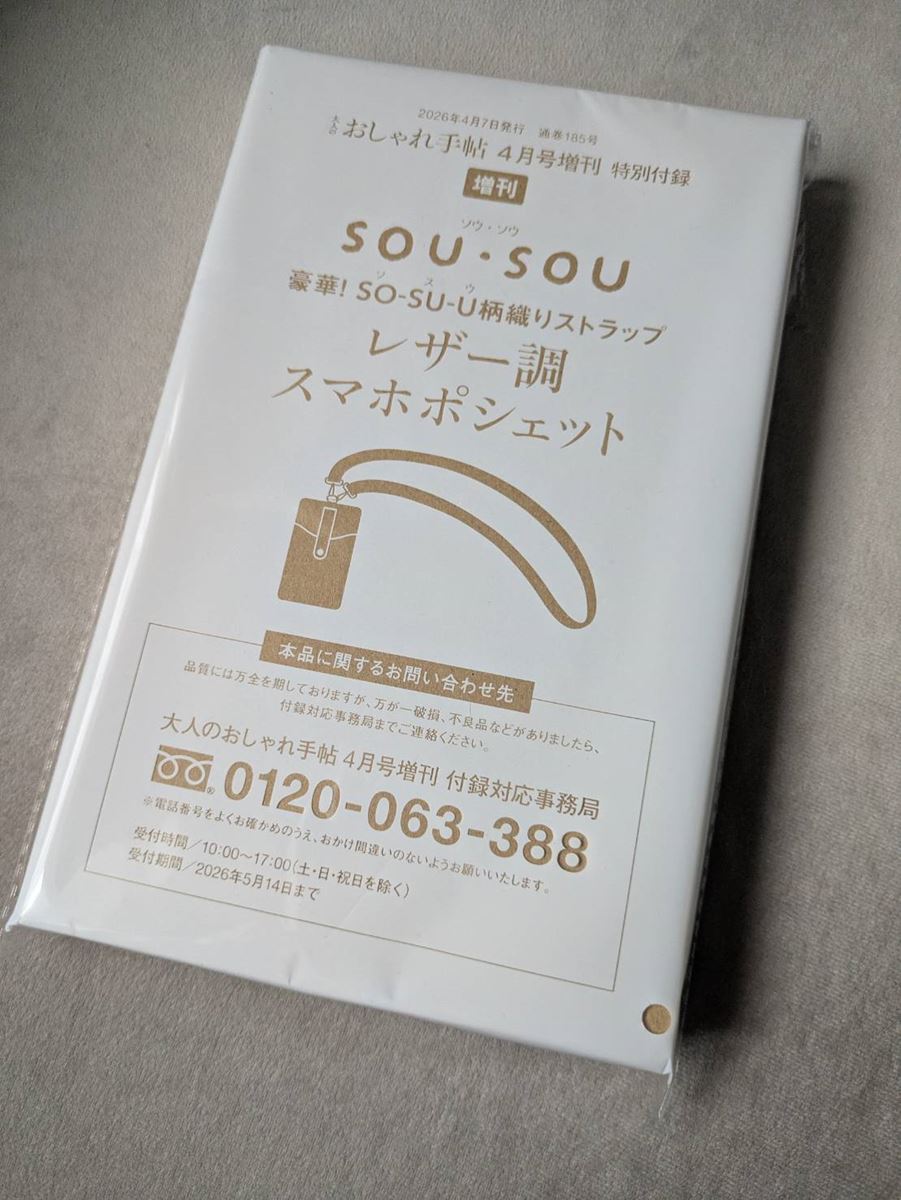 2026年4月7日発行 通巻185号
大人のおしゃれ手帖 4月号増刊 特別付録
増刊
ソウ・ソウ
SOU・SOU
ソ ス ウ
豪華! SO-SU-U柄織りストラップ
レザー調
スマホポシェット
本品に関するお問い合わせ先
品質には万全を期しておりますが、万が一破損、不良品などがありましたら、
付録対応事務局までご連絡ください。
大人のおしゃれ手帖 4月号増刊 付録対応事務局
® 0120-063-388
※電話番号をよくお確かめのうえ、おかけ間違いのないようお願いいたします。
受付時間/10:00〜17:00(土・日・祝日を除く)
受付期間/2026年5月14日まで